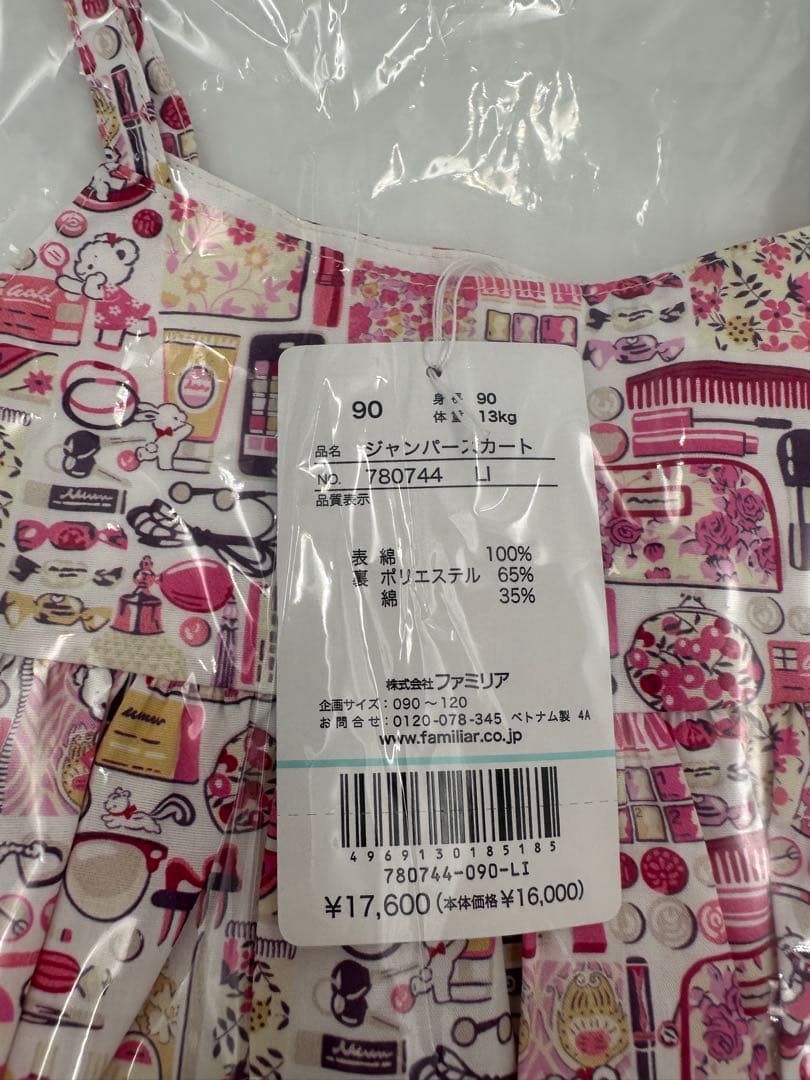 90
身長 90
体重 13kg
品名 ジャンパースカート
NO. 780744 LI
品質表示
表 綿 100%
裏 ポリエステル 65%
綿 35%
株式会社ファミリア
企画サイズ：090～120
お問合せ：0120-078-345 ベトナム製 4A
www.familiar.co.jp
4969130185185
780744-090-LI
¥17,600(本体価格¥16,000)